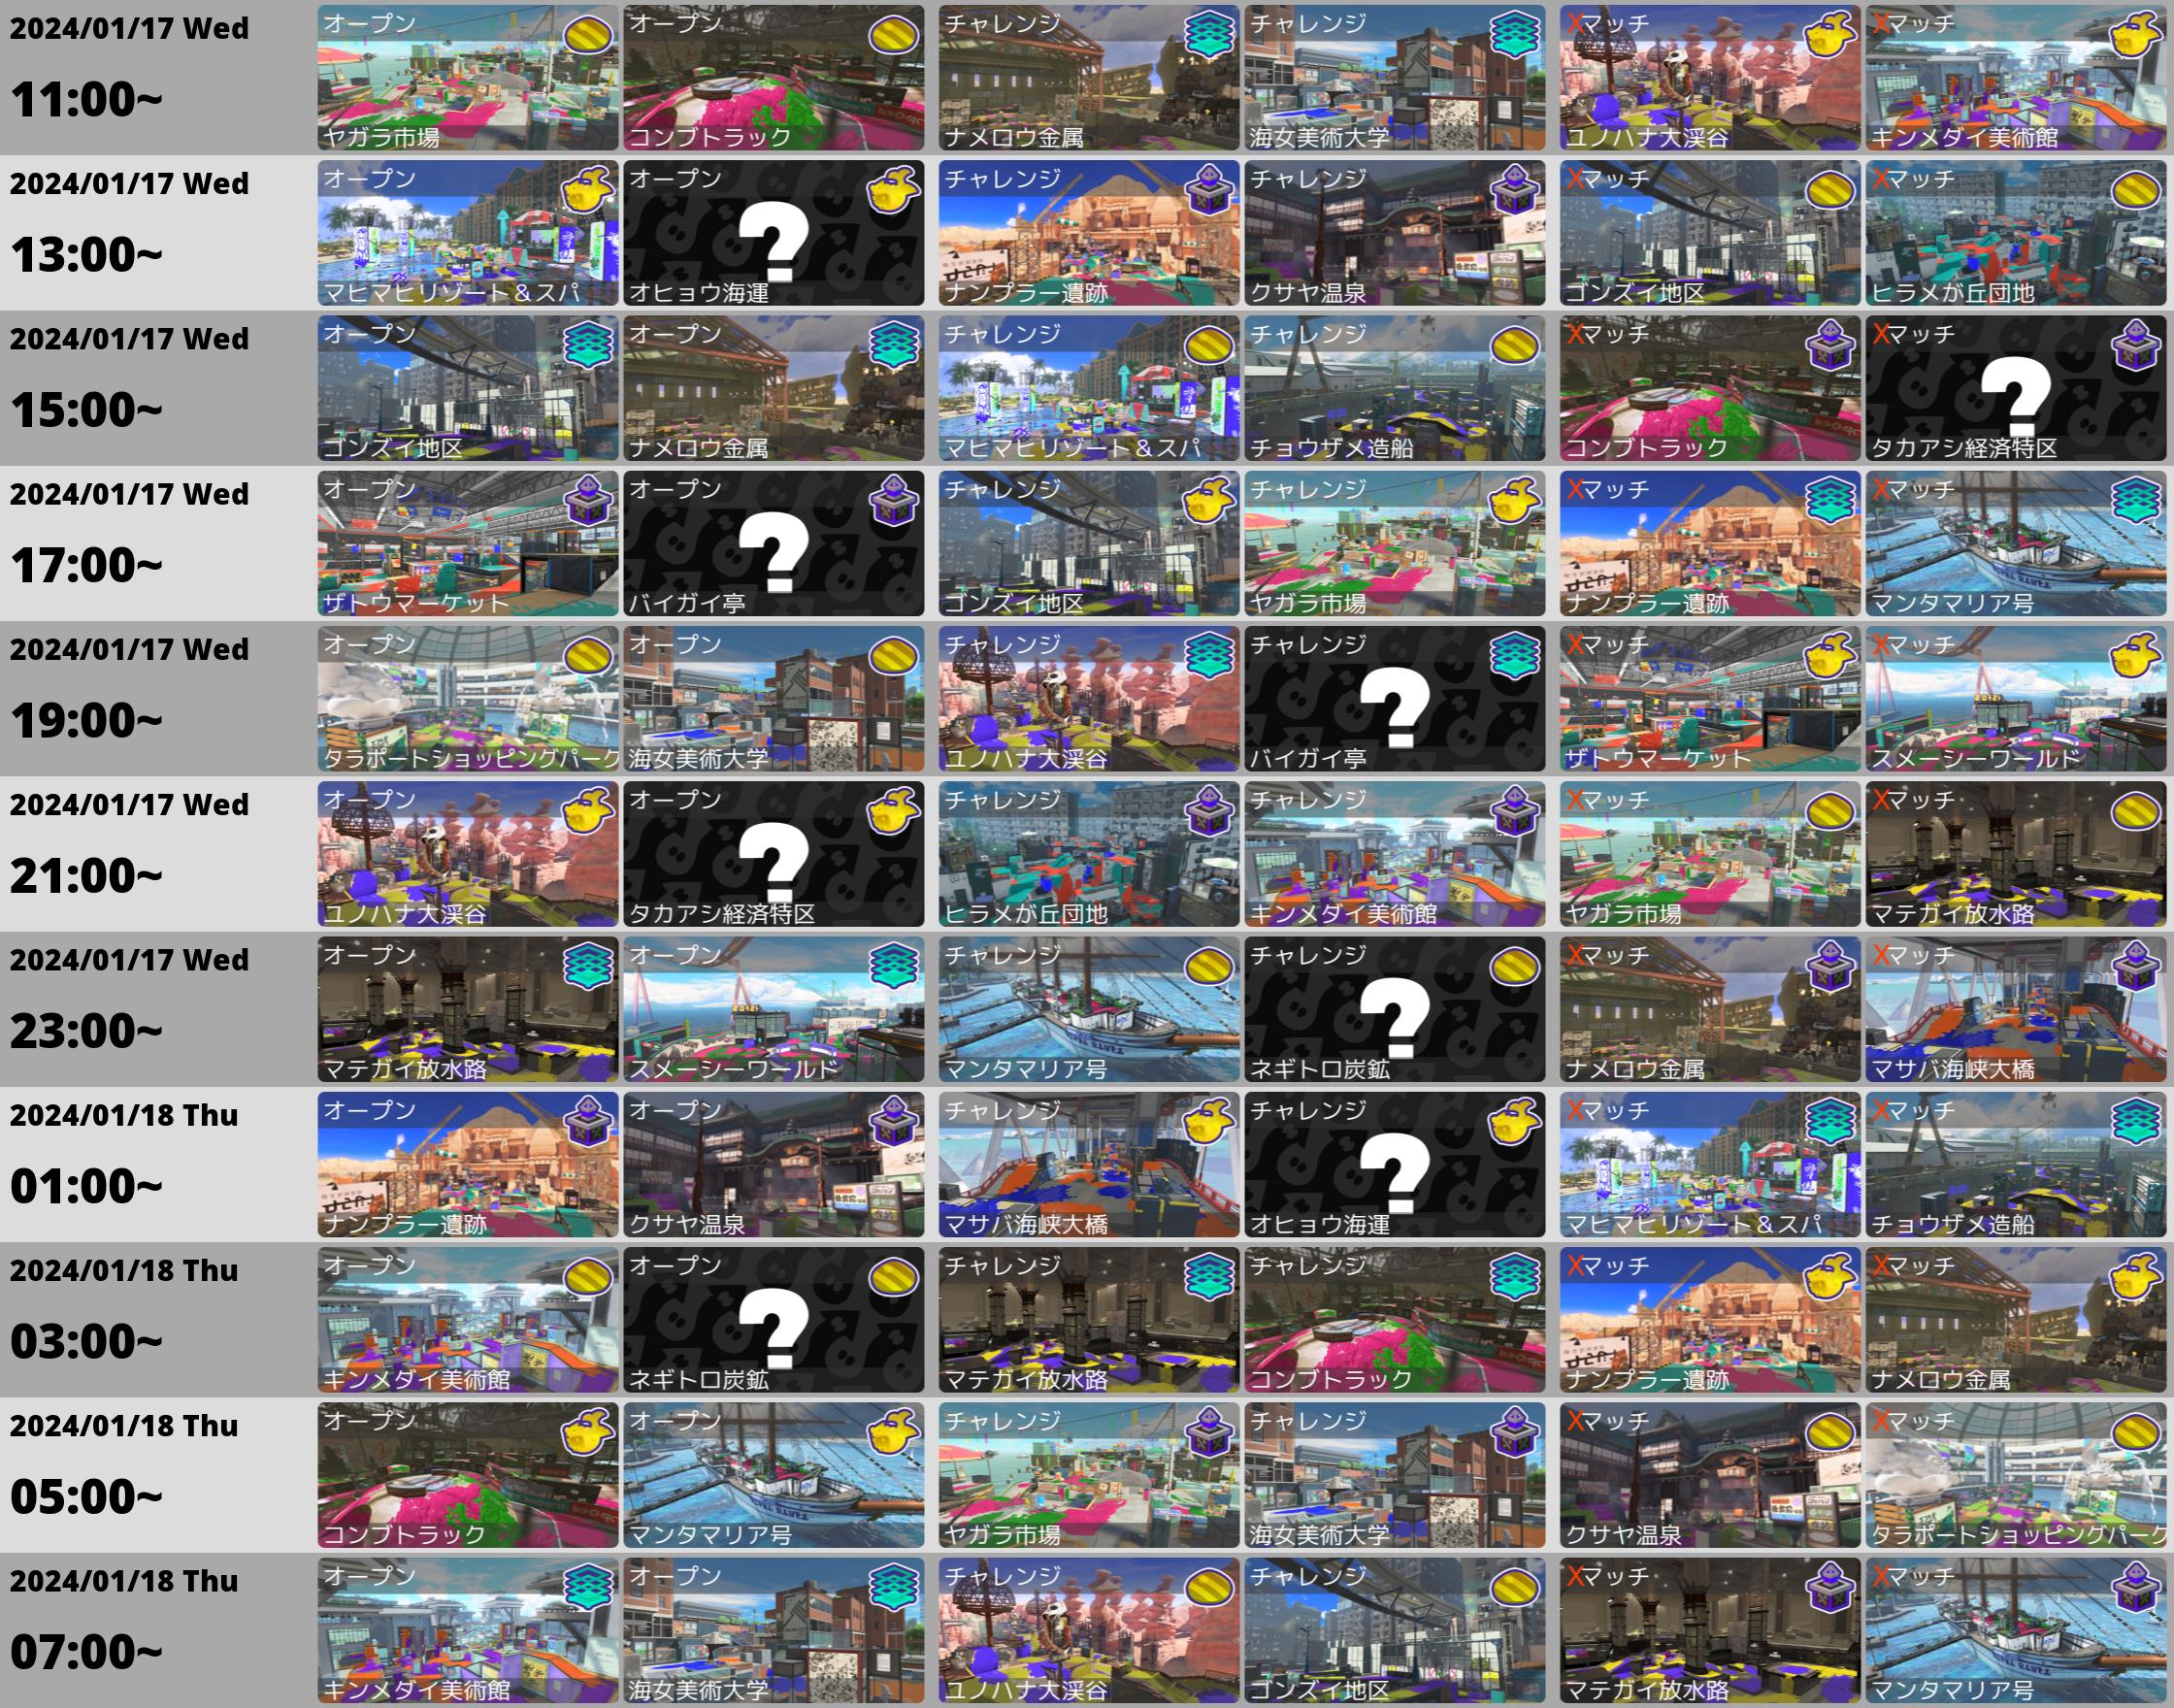 2024/01/17 Wed
11:00~
オープン
ヤガラ市場
オープン
コンブトラック
チャレンジ
ナメロウ金属
チャレンジ
海女美術大学
Xマッチ
ユノハナ大渓谷
Xマッチ
キンメダイ美術館
2024/01/17 Wed
13:00~
オープン
マヒマヒリゾート＆スパ
オープン
?
オヒョウ海運
チャレンジ
ナンプラー遺跡
チャレンジ
クサヤ温泉
Xマッチ
ゴンズイ地区
Xマッチ
ヒラメが丘団地
2024/01/17 Wed
15:00~
オープン
ゴンズイ地区
オープン
ナメロウ金属
チャレンジ
マヒマヒリゾート＆スパ
チャレンジ
チョウザメ造船
Xマッチ
コンブトラック
Xマッチ
?
タカアシ経済特区
2024/01/17 Wed
17:00~
オープン
ザトウマーケット
オープン
?
バイガイ亭
チャレンジ
ゴンズイ地区
チャレンジ
ヤガラ市場
Xマッチ
ナンプラー遺跡
Xマッチ
マンタマリア号
2024/01/17 Wed
19:00~
オープン
タラポートショッピングパーク
オープン
海女美術大学
チャレンジ
ユノハナ大渓谷
チャレンジ
?
バイガイ亭
Xマッチ
ザトウマーケット
Xマッチ
スメーシーワールド
2024/01/17 Wed
21:00~
オープン
ユノハナ大渓谷
オープン
?
タカアシ経済特区
チャレンジ
ヒラメが丘団地
チャレンジ
キンメダイ美術館
Xマッチ
ヤガラ市場
Xマッチ
マテガイ放水路
2024/01/17 Wed
23:00~
オープン
マテガイ放水路
オープン
スメーシーワールド
チャレンジ
マンタマリア号
チャレンジ
?
ネギトロ炭鉱
Xマッチ
ナメロウ金属
Xマッチ
マサバ海峡大橋
2024/01/18 Thu
01:00~
オープン
ナンプラー遺跡
オープン
クサヤ温泉
チャレンジ
マサバ海峡大橋
チャレンジ
?
オヒョウ海運
Xマッチ
マヒマヒリゾート＆スパ
Xマッチ
チョウザメ造船
2024/01/18 Thu
03:00~
オープン
キンメダイ美術館
オープン
?
ネギトロ炭鉱
チャレンジ
マテガイ放水路
チャレンジ
コンブトラック
Xマッチ
ナンプラー遺跡
Xマッチ
ナメロウ金属
2024/01/18 Thu
05:00~
オープン
コンブトラック
オープン
マンタマリア号
チャレンジ
ヤガラ市場
チャレンジ
海女美術大学
Xマッチ
クサヤ温泉
Xマッチ
タラポートショッピングパーク
2024/01/18 Thu
07:00~
オープン
キンメダイ美術館
オープン
海女美術大学
チャレンジ
ユノハナ大渓谷
チャレンジ
ゴンズイ地区
Xマッチ
マテガイ放水路
Xマッチ
マンタマリア号